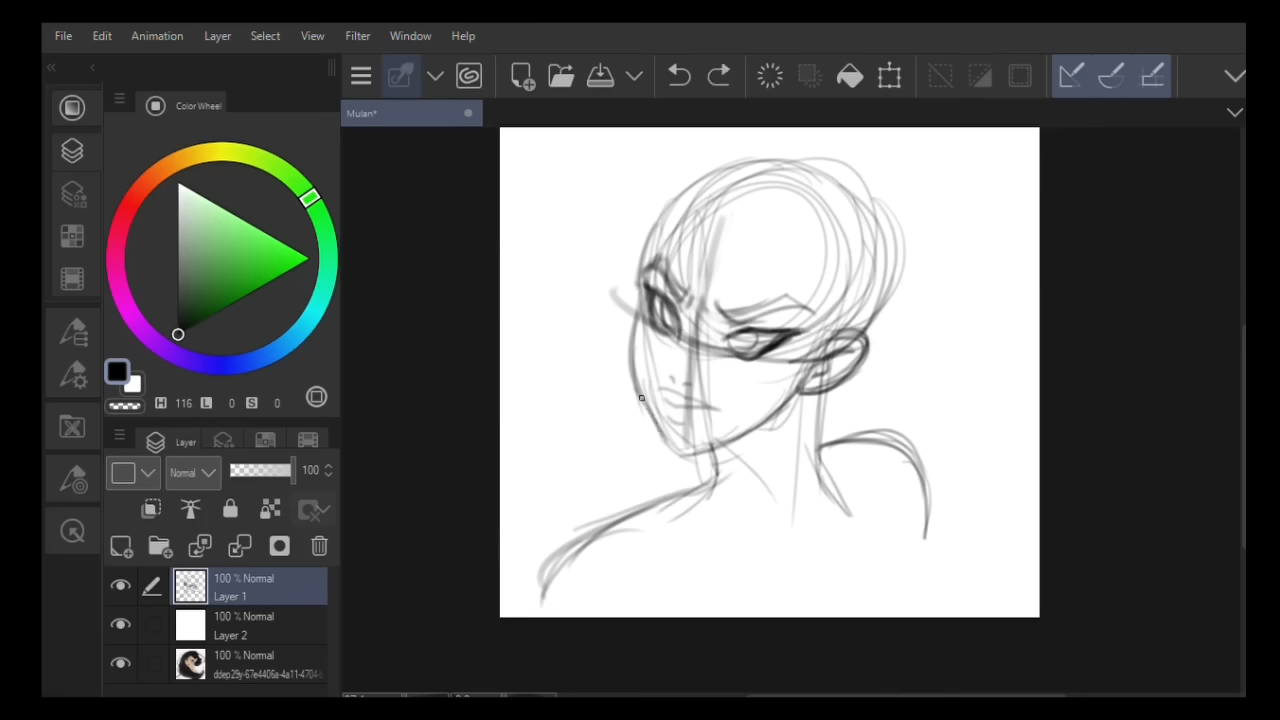 File Edit Animation Layer Select View Filter Window Help
Color Wheel
Mulan*
H 116 L 0 S 0
Layer
Normal 100
100 % Normal
Layer 1
100 % Normal
Layer 2
100 % Normal